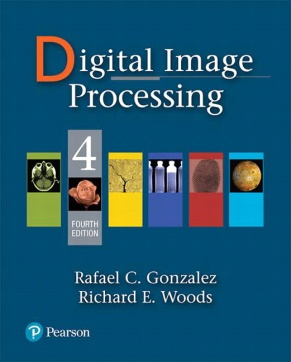 Digital Image
Processing
4
FOURTH
EDITION
Rafael C. Gonzalez
Richard E. Woods
Pearson